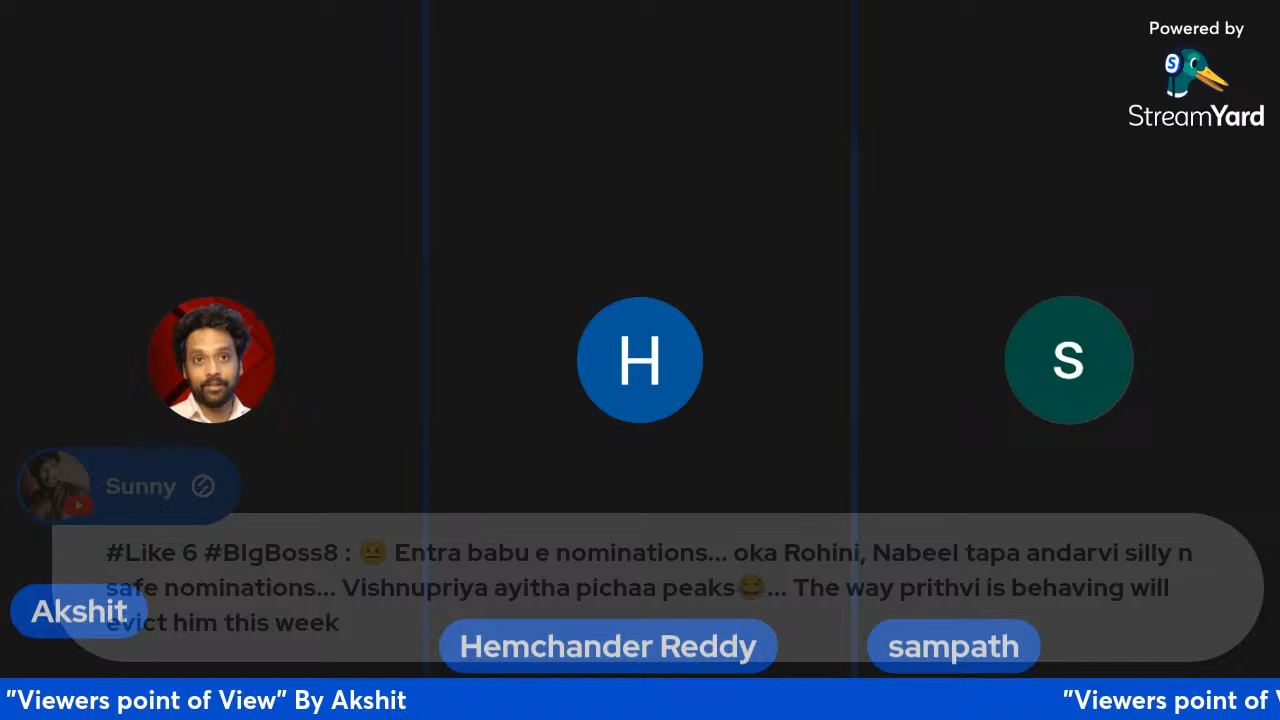 Powered by
StreamYard
H
S
Sunny
#Like 6 #BIgBoss8 : 😐 Entra babu e nominations... oka Rohini, Nabeel tapa andarvi silly n
safe nominations... Vishnupriya ayitha pichaa peaks😂... The way prithvi is behaving will
evict him this week
Akshit
Hemchander Reddy
sampath
"Viewers point of View" By Akshit
"Viewers point of V